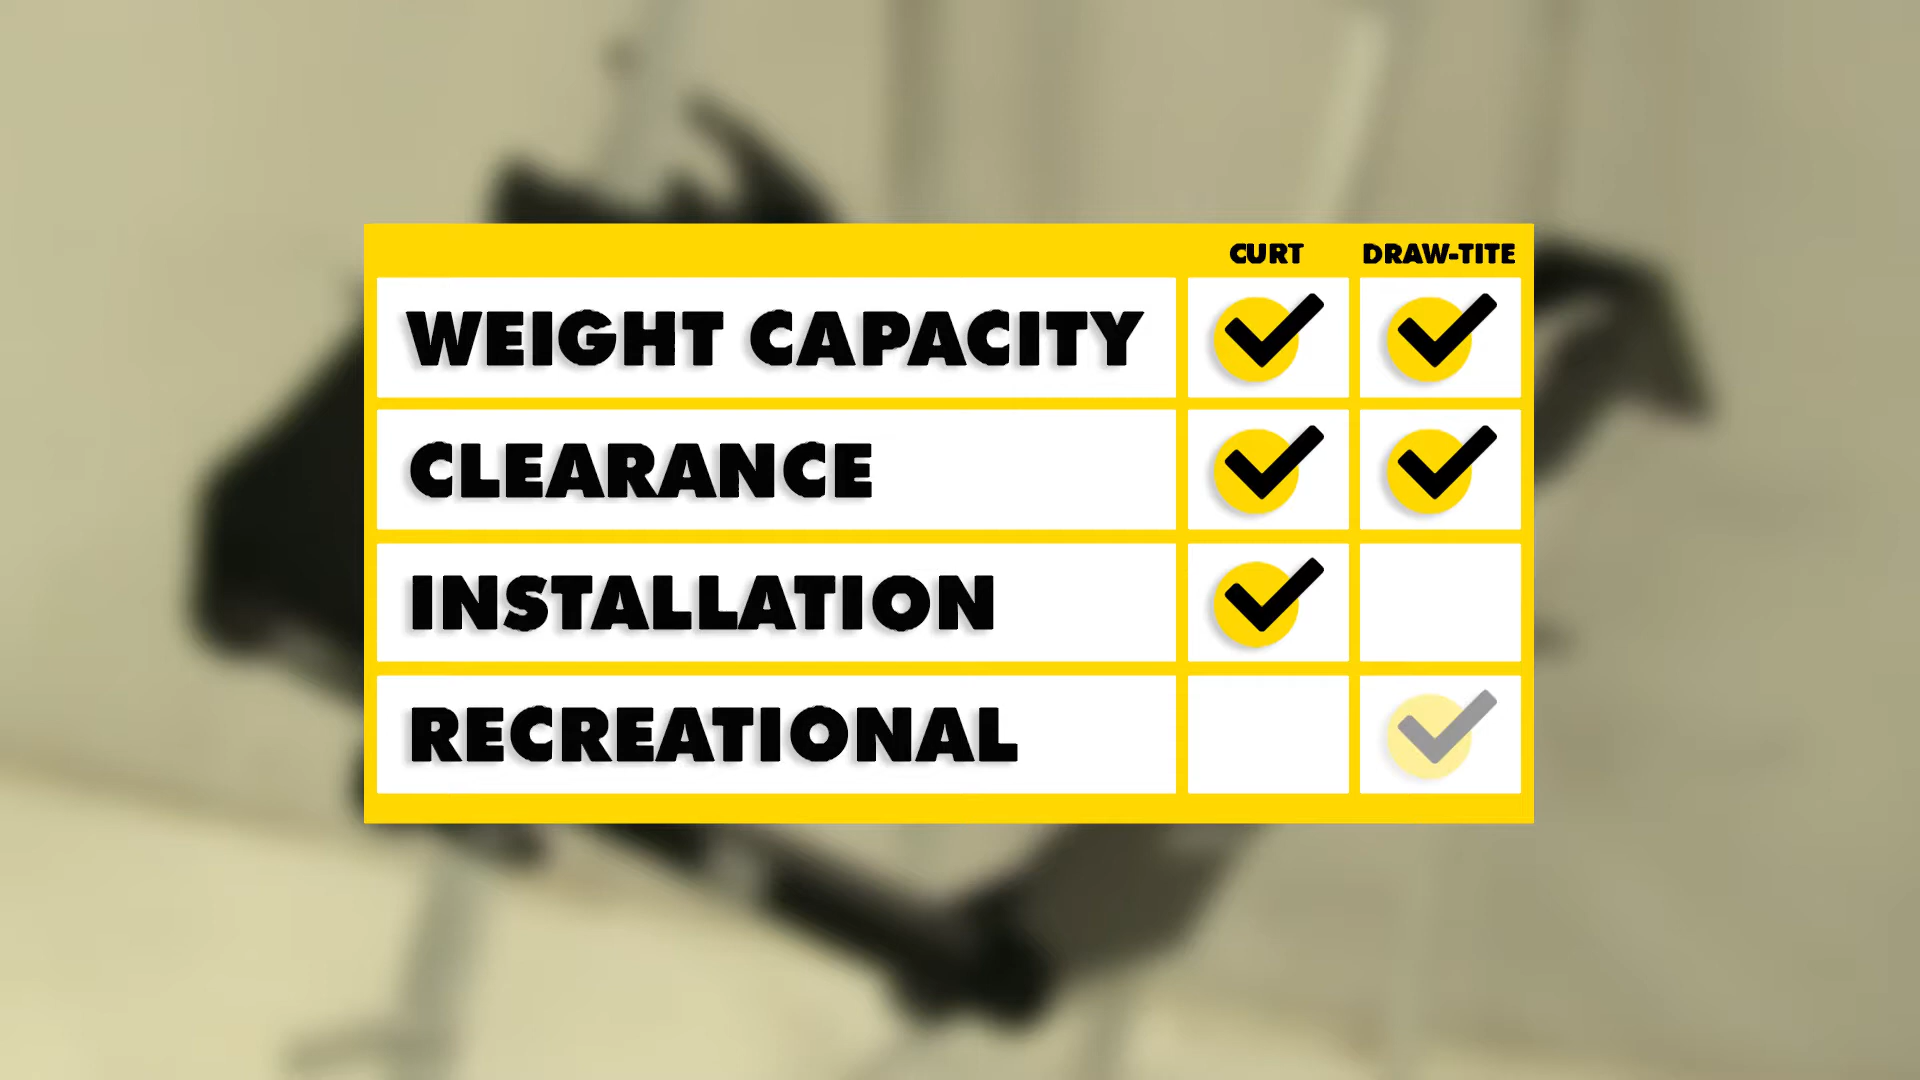 CURT DRAW-TITE
WEIGHT CAPACITY
CLEARANCE
INSTALLATION
RECREATIONAL